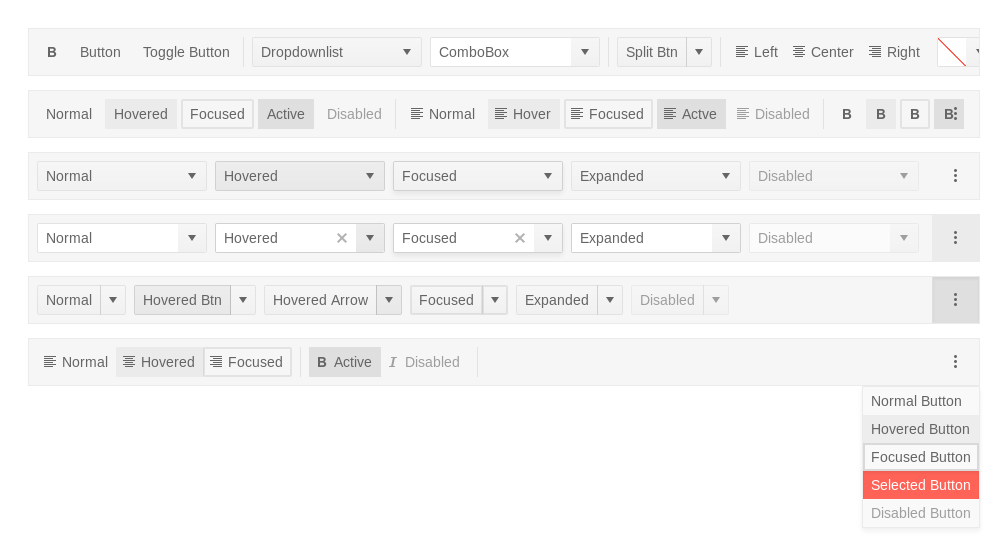 B Button Toggle Button Dropdownlist ComboBox Split Btn Left Center Right
Normal Hovered Focused Active Disabled Normal Hover Focused Actve Disabled B B B B
Normal Hovered Focused Expanded Disabled
Normal Hovered Focused Expanded Disabled
Normal Hovered Btn Hovered Arrow Focused Expanded Disabled
Normal Hovered Focused B Active I Disabled
Normal Button
Hovered Button
Focused Button
Selected Button
Disabled Button